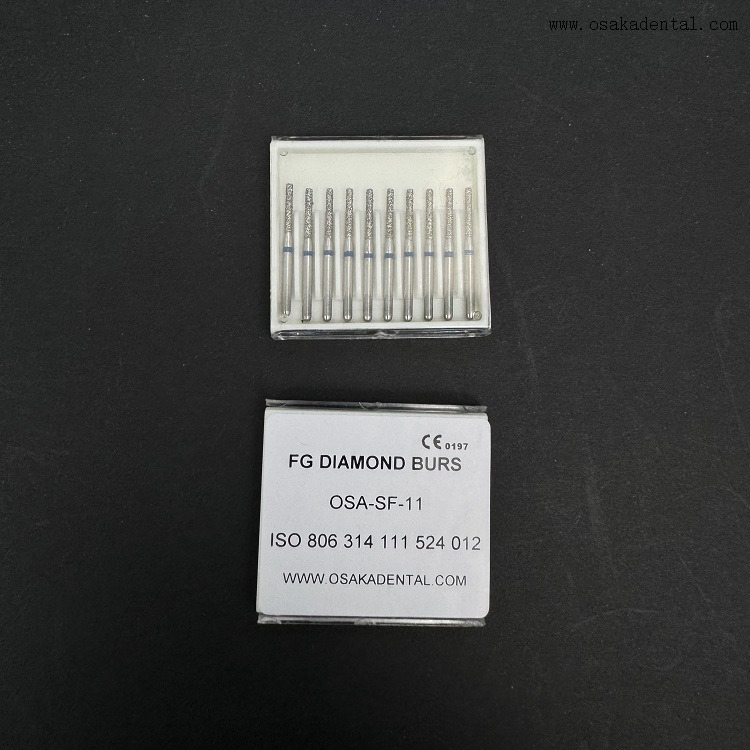 www.osakadental.com
CE 0197
FG DIAMOND BURS
OSA-SF-11
ISO 806 314 111 524 012
WWW.OSAKADENTAL.COM